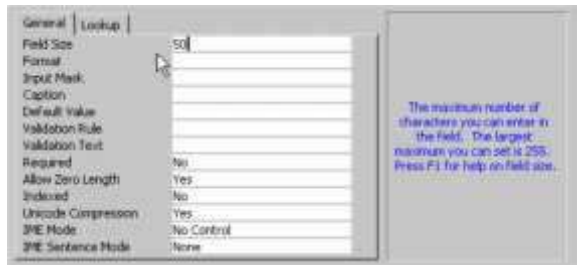 General Lookup
Field Size 50
Format
Input Mask
Caption
Default Value
Validation Rule
Validation Text
Required No
Allow Zero Length Yes
Indexed No
Unicode Compression Yes
IME Mode No Control
IME Sentence Mode None
The maximum number of
characters you can enter in
the field. The largest
maximum you can set is 255.
Press F1 for help on field size.